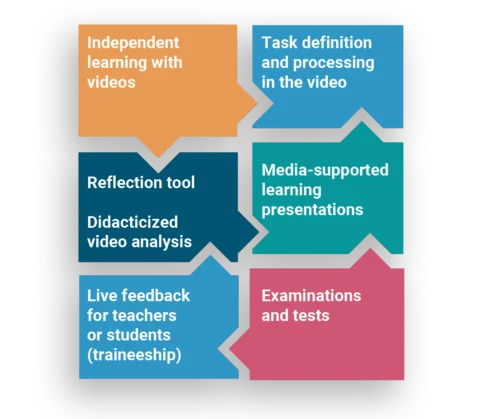 Independent
learning with
videos
Task definition
and processing
in the video
Reflection tool
Didacticized
video analysis
Media-supported
learning
presentations
Live feedback
for teachers
or students
(traineeship)
Examinations
and tests